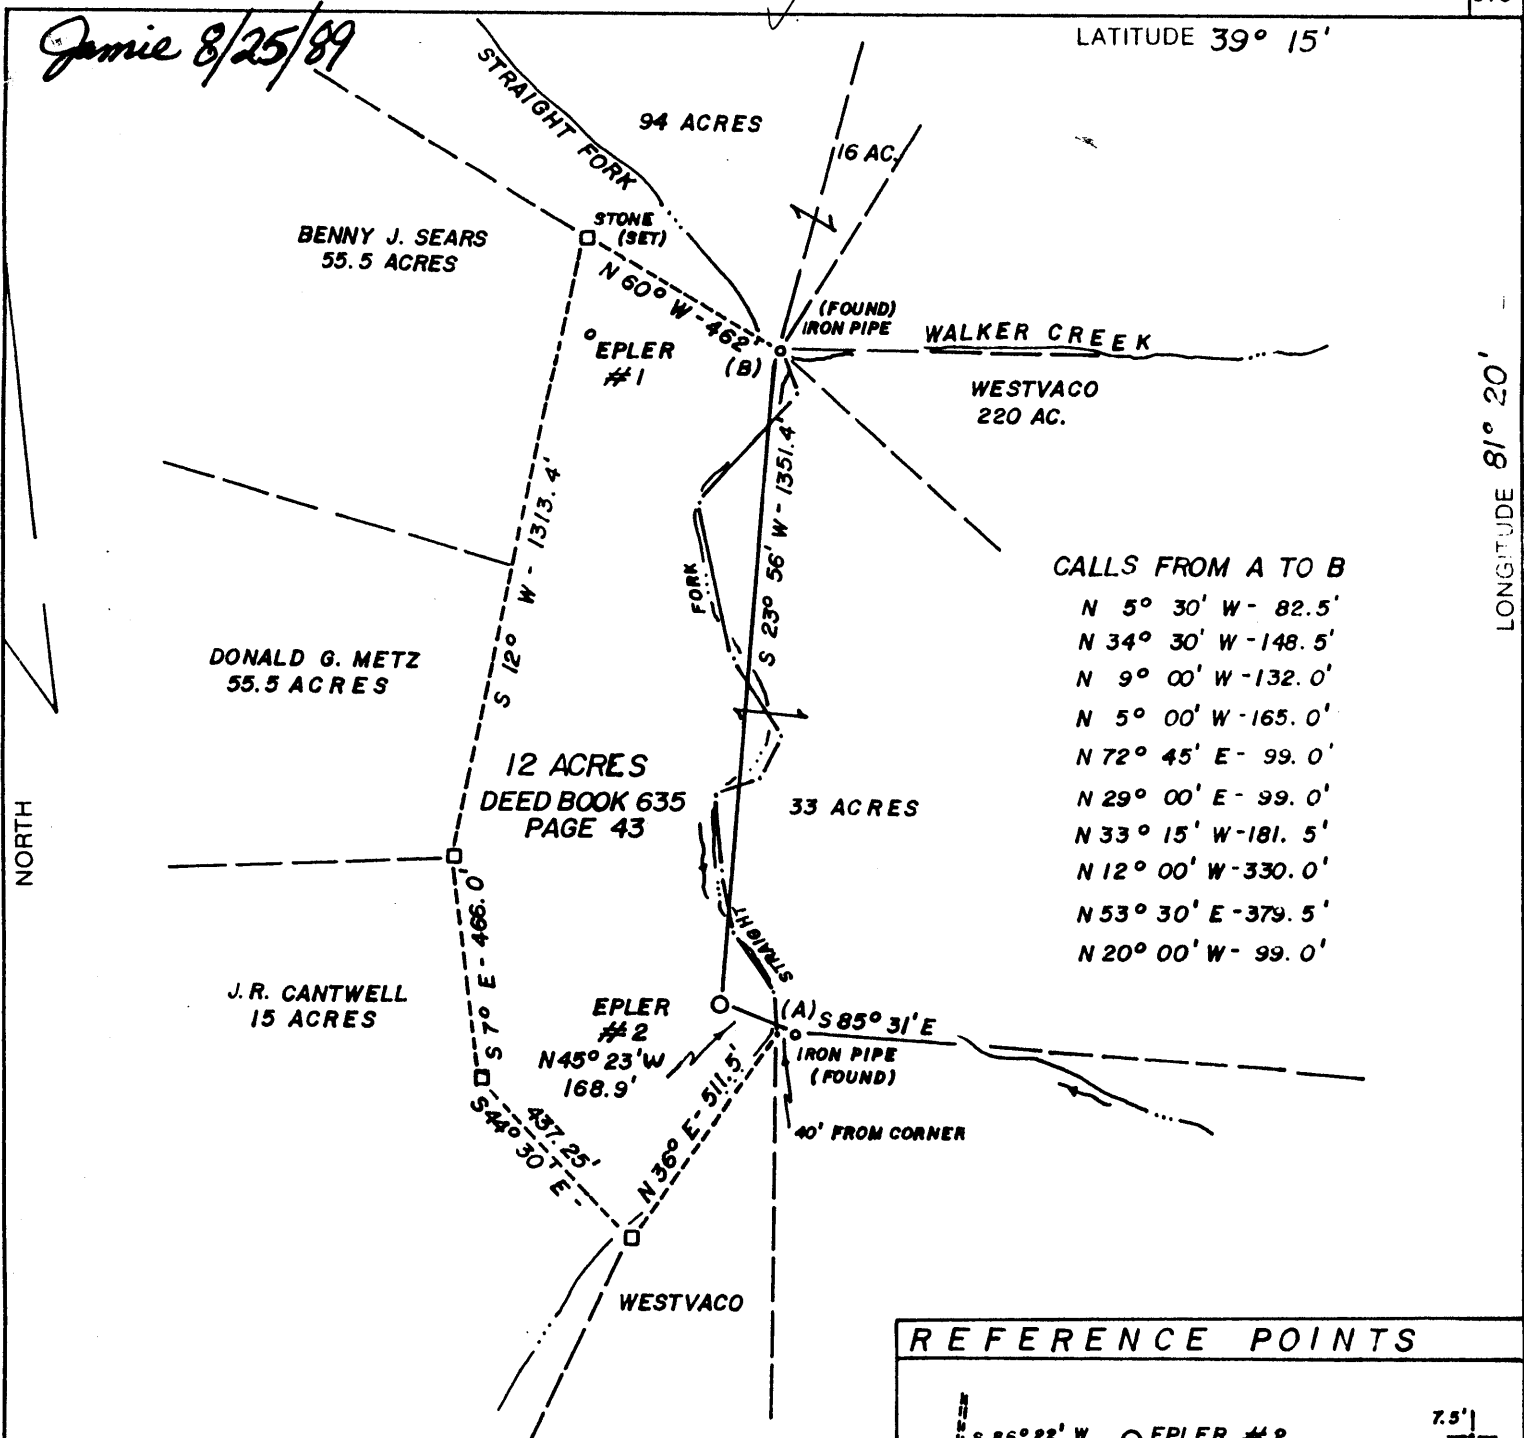 Jamie 8/25/89
LATITUDE 39° 15'
STRAIGHT FORK
94 ACRES
16 AC.
BENNY J. SEARS
55.5 ACRES
STONE
(SET)
N 60° W - 462'
(FOUND)
IRON PIPE
(B)
WALKER CREEK
EPLER
#1
WESTVACO
220 AC.
LONGITUDE 81° 20'
S 12° W - 1313.4'
S 23° 56' W - 1351.4'
FORK
CALLS FROM A TO B
N 5° 30' W - 82.5'
N 34° 30' W - 148.5'
N 9° 00' W - 132.0'
N 5° 00' W - 165.0'
N 72° 45' E - 99.0'
N 29° 00' E - 99.0'
N 33° 15' W - 181.5'
N 12° 00' W - 330.0'
N 53° 30' E - 379.5'
N 20° 00' W - 99.0'
DONALD G. METZ
55.5 ACRES
12 ACRES
DEED BOOK 635
PAGE 43
33 ACRES
NORTH
S 7° E - 466.0'
STRAIGHT
J.R. CANTWELL
15 ACRES
EPLER
#2
N 45° 23' W
168.9'
(A)
S 85° 31' E
IRON PIPE
(FOUND)
40' FROM CORNER
437.25'
S 44° 30' E -
N 36° E - 511.5'
WESTVACO
REFERENCE POINTS
7.5'
EPLER #2